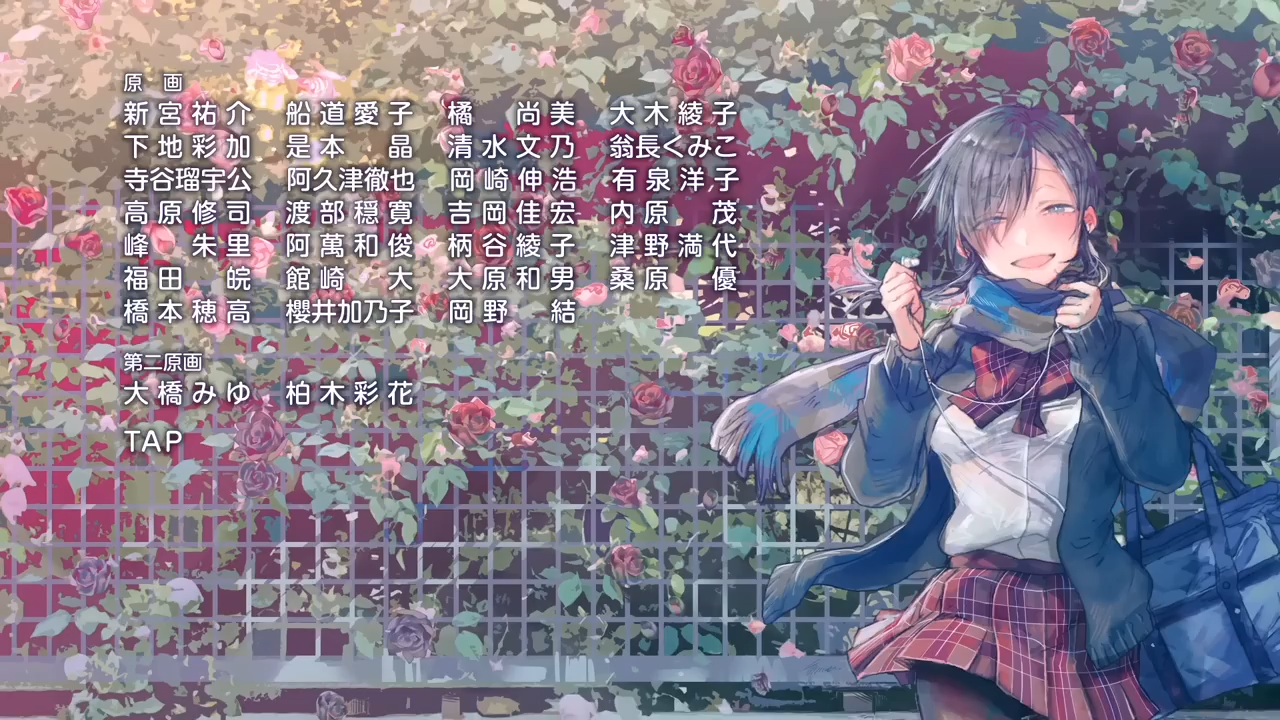 原画
新宮祐介 船道愛子 橘尚美 大木綾子
下地彩加 是本晶 清水文乃 翁長くみこ
寺谷瑠宇公 阿久津徹也 岡崎伸浩 有泉洋子
高原修司 渡部穏寛 吉岡佳宏 内原茂
峰朱里 阿萬和俊 柄谷綾子 津野満代
福田皖 館崎大 大原和男 桑原優
橋本穂高 櫻井加乃子 岡野結
第二原画
大橋みゆ 柏木彩花
TAP